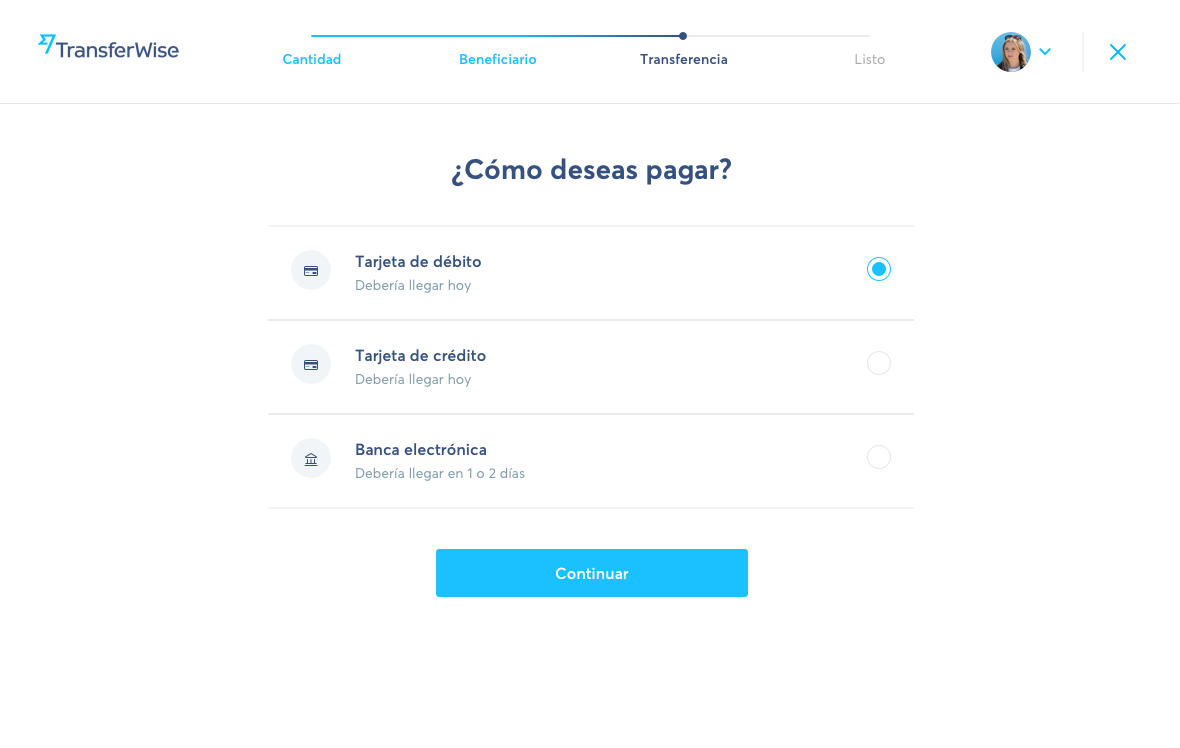 TransferWise
Cantidad
Beneficiario
Transferencia
Listo
¿Cómo deseas pagar?
Tarjeta de débito
Debería llegar hoy
Tarjeta de crédito
Debería llegar hoy
Banca electrónica
Debería llegar en 1 o 2 días
Continuar